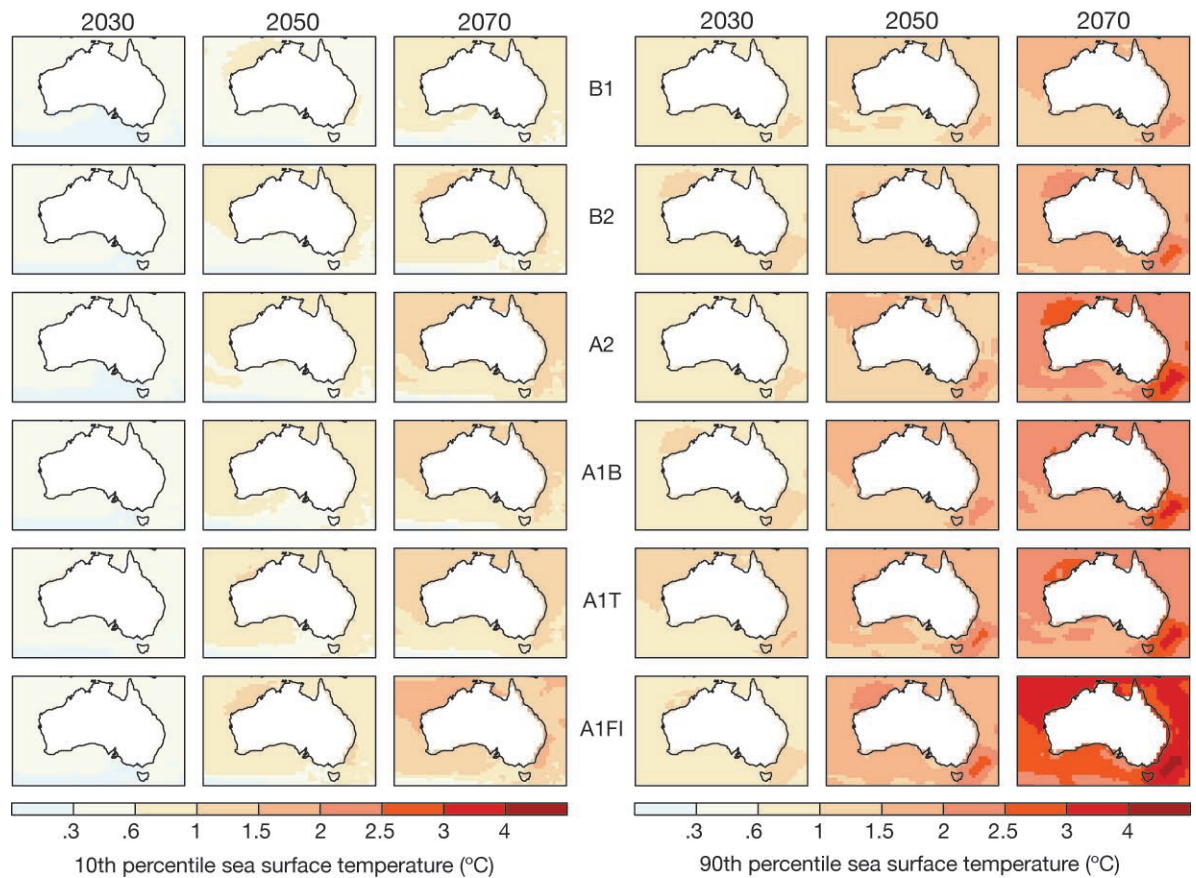 2030 2050 2070 2030 2050 2070
B1
B2
A2
A1B
A1T
A1FI
.3 .6 1 1.5 2 2.5 3 4 .3 .6 1 1.5 2 2.5 3 4
10th percentile sea surface temperature (ºC) 90th percentile sea surface temperature (ºC)